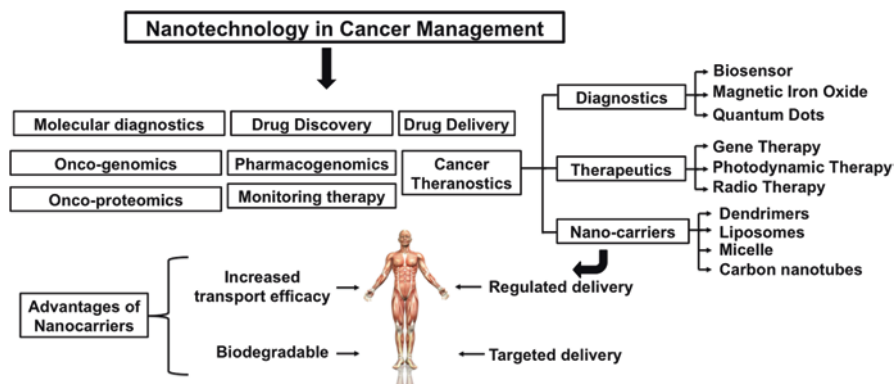 Nanotechnology in Cancer Management
Molecular diagnostics
Drug Discovery
Drug Delivery
Onco-genomics
Pharmacogenomics
Cancer
Theranostics
Onco-proteomics
Monitoring therapy
Diagnostics
Biosensor
Magnetic Iron Oxide
Quantum Dots
Therapeutics
Gene Therapy
Photodynamic Therapy
Radio Therapy
Nano-carriers
Dendrimers
Liposomes
Micelle
Carbon nanotubes
Advantages of
Nanocarriers
Increased
transport efficacy
Regulated delivery
Biodegradable
Targeted delivery